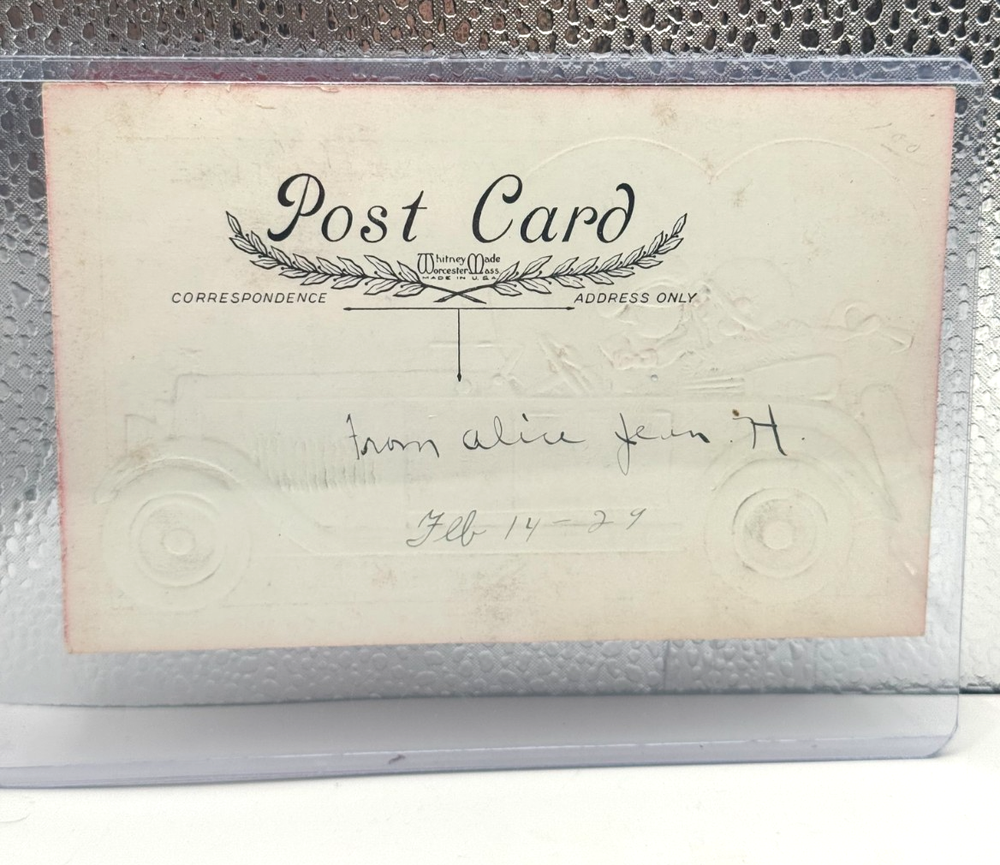 Post Card
Whitney Made
Worcester, Mass
MADE IN U.S.A.
CORRESPONDENCE
ADDRESS ONLY
From Alice Jean H.
Feb 14 - 29